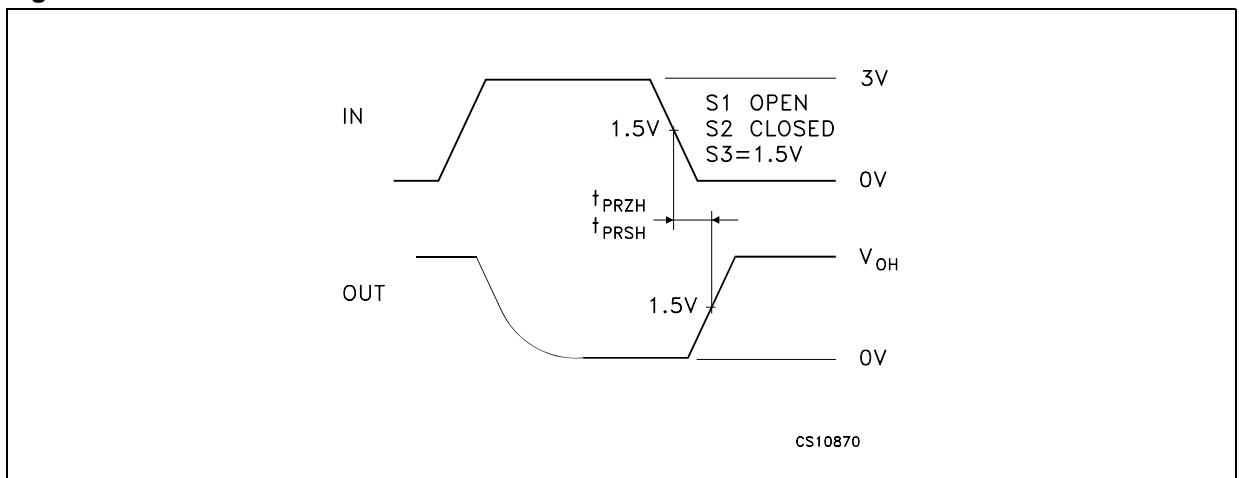 3V
S1 OPEN
IN
1.5V
S2 CLOSED
S3=1.5V
0V
tPRZH
tPRSH
VOH
OUT
1.5V
0V
CS10870